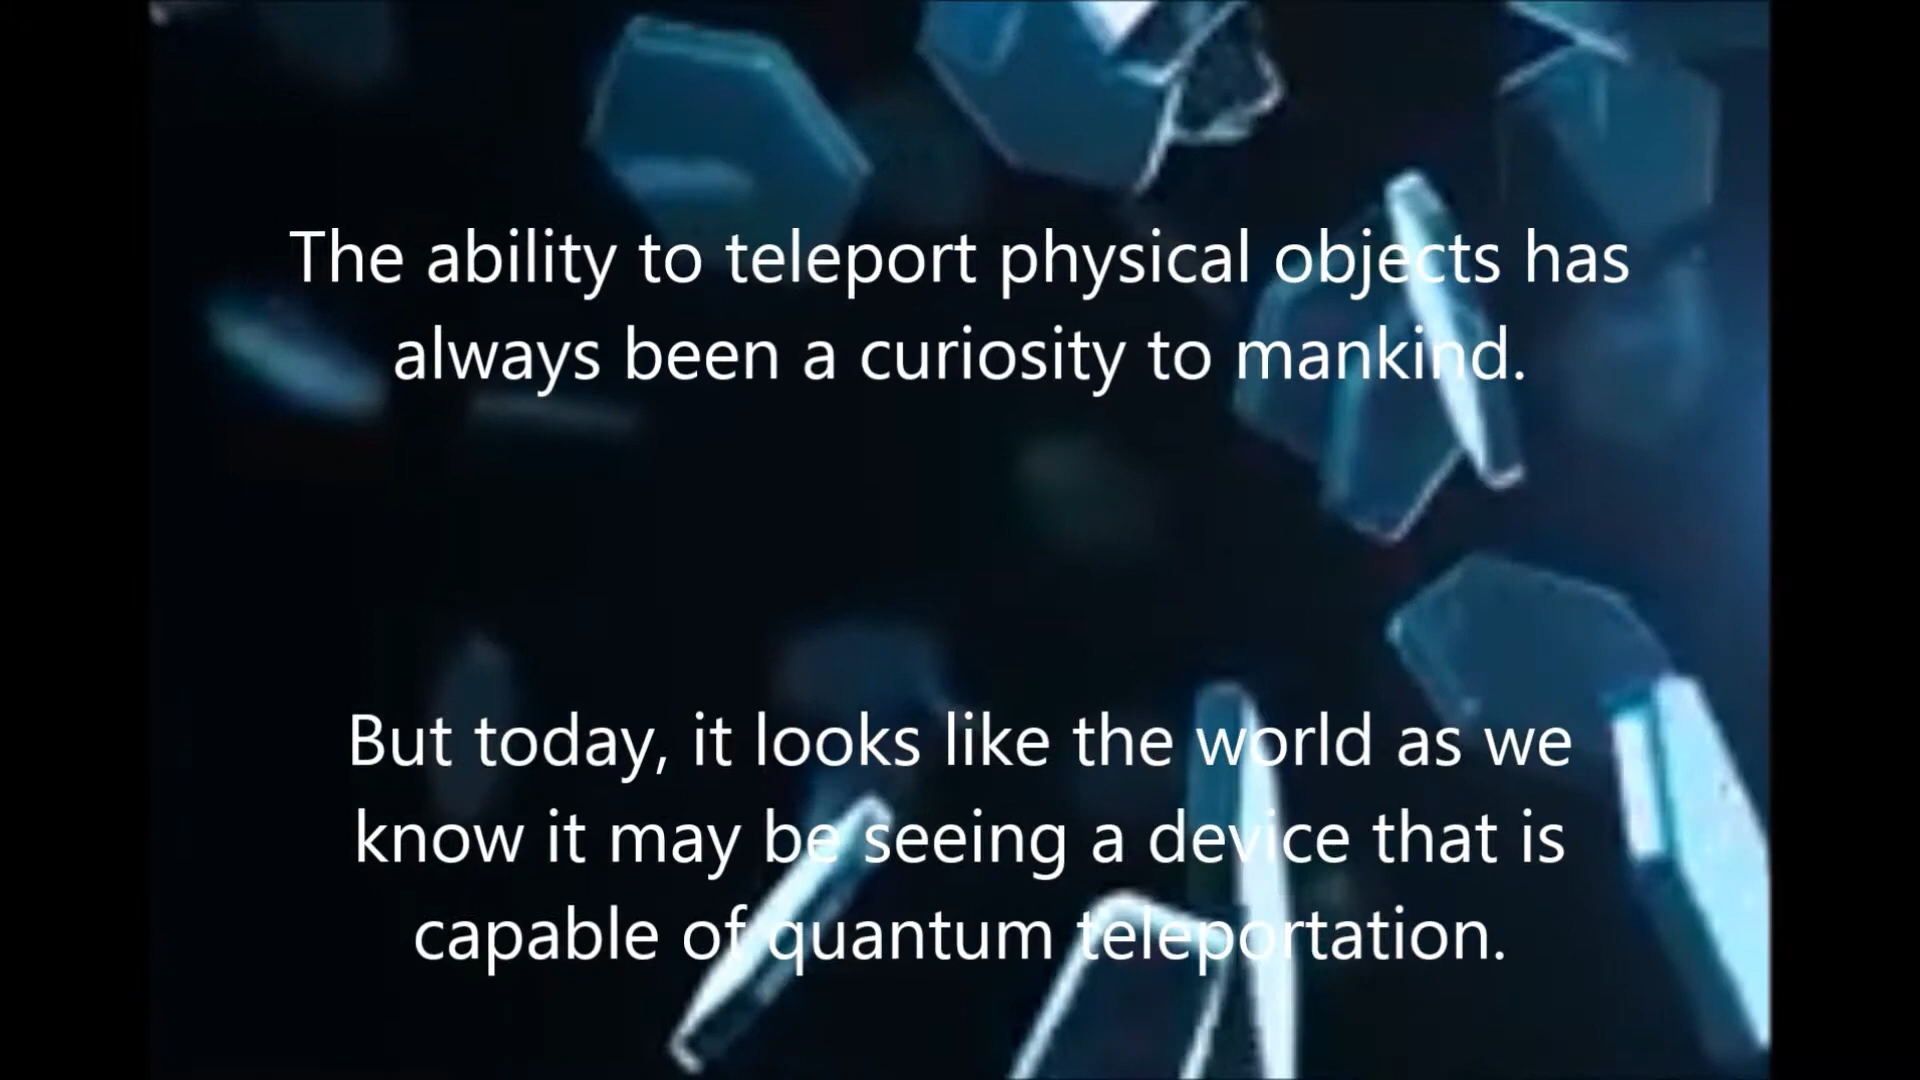 The ability to teleport physical objects has
always been a curiosity to mankind.
But today, it looks like the world as we
know it may be seeing a device that is
capable of quantum teleportation.